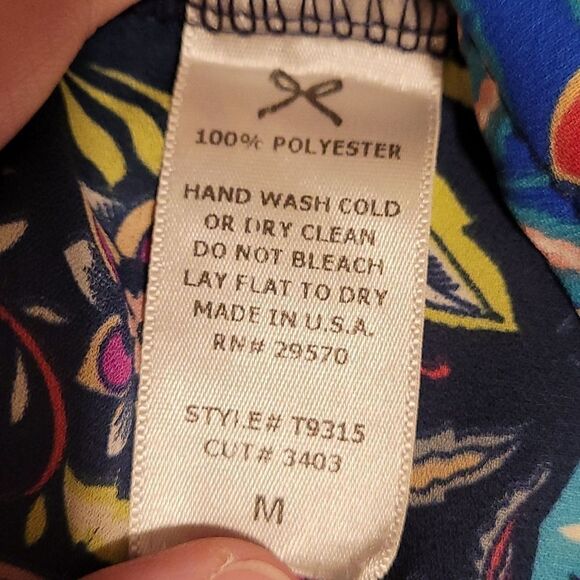 100% POLYESTER
HAND WASH COLD
OR DRY CLEAN
DO NOT BLEACH
LAY FLAT TO DRY
MADE IN U.S.A.
RN# 29570
STYLE# T9315
CUT# 3403
M